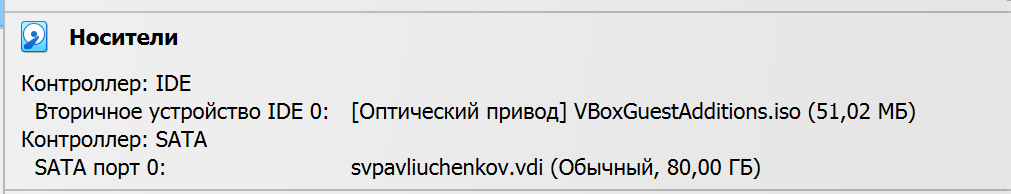 Носители
Контроллер: IDE
Вторичное устройство IDE 0: [Оптический привод] VBoxGuestAdditions.iso (51,02 МБ)
Контроллер: SATA
SATA порт 0: svpavliuchenkov.vdi (Обычный, 80,00 ГБ)